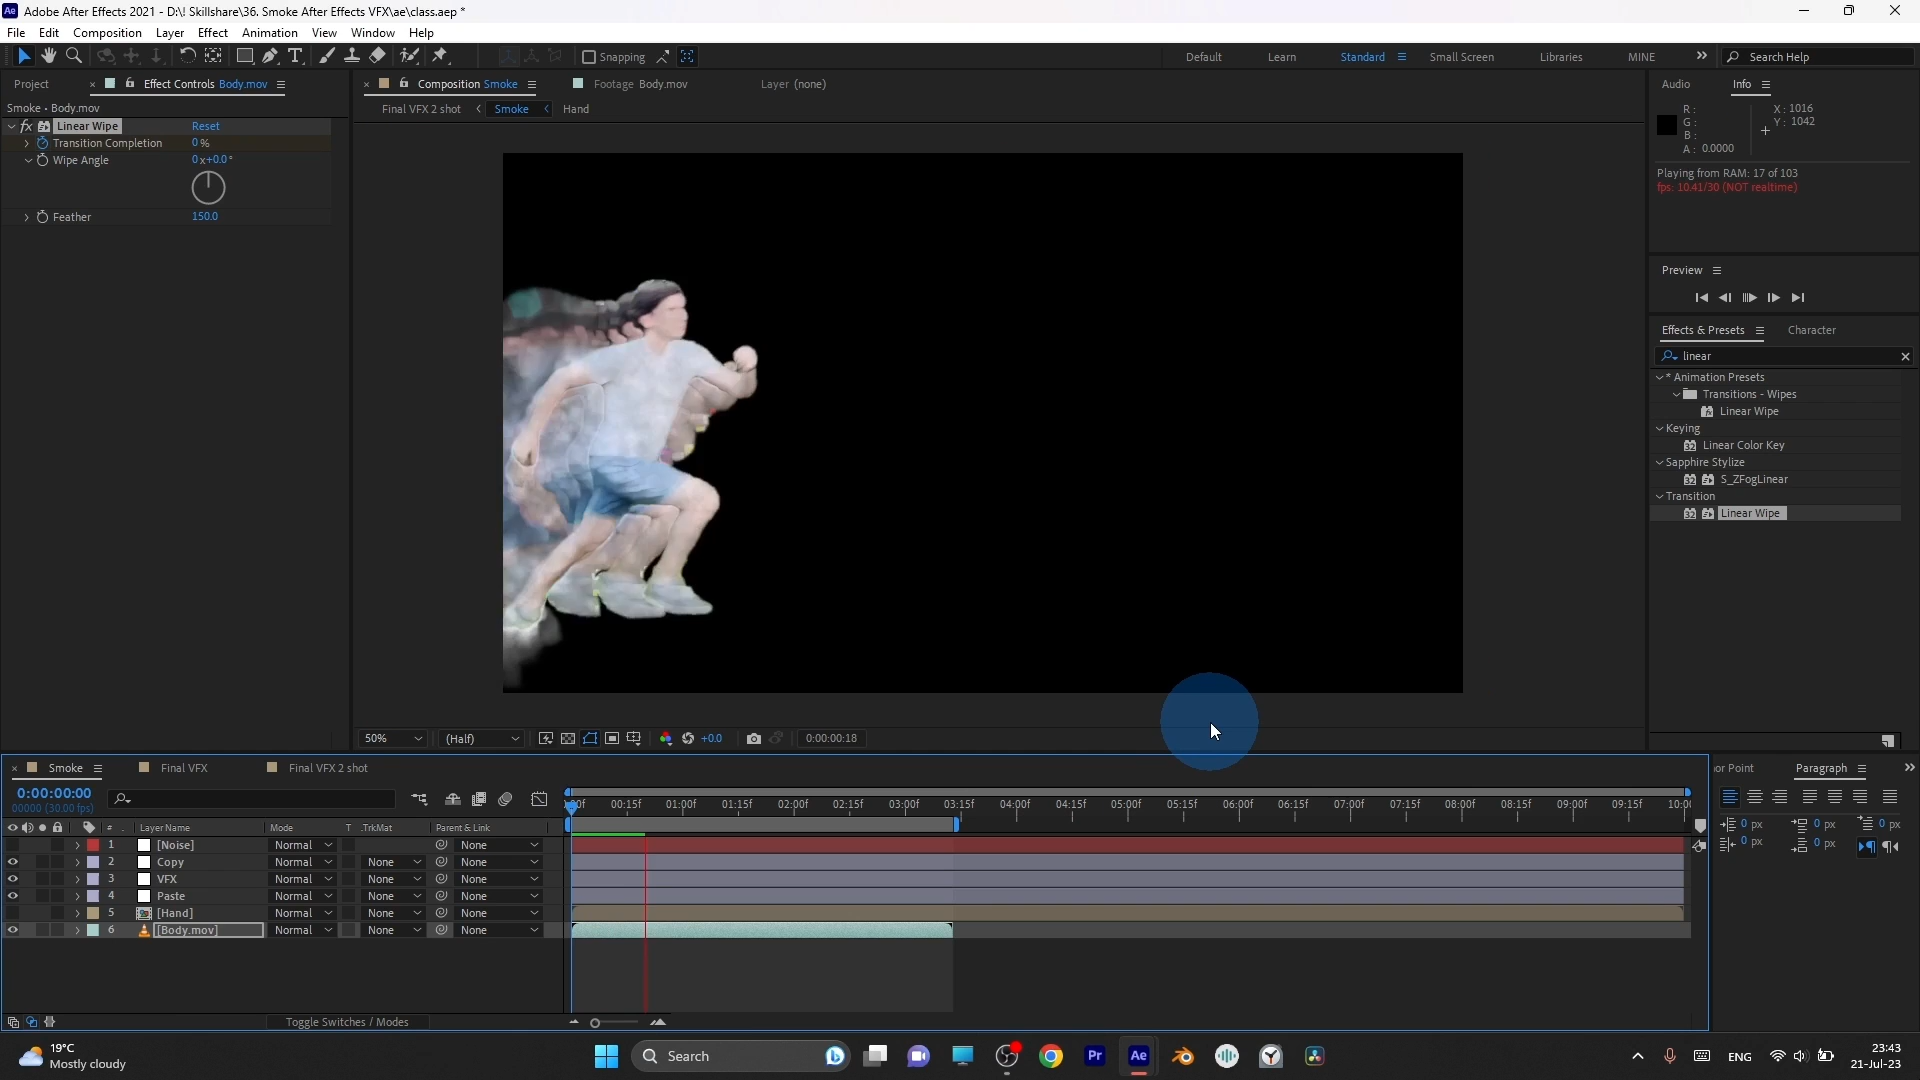 Ae Adobe After Effects 2021 - D:\! Skillshare\36. Smoke After Effects VFX\ae\class.aep *
File Edit Composition Layer Effect Animation View Window Help
Snapping Default Learn Standard Small Screen Libraries MINE Search Help
Project Effect Controls Body.mov Composition Smoke Footage Body.mov Layer (none) Audio Info
Smoke • Body.mov
Final VFX 2 shot Smoke Hand
fx Linear Wipe Reset
Transition Completion 0 %
Wipe Angle 0x+0.0°
Feather 150.0
R:
G:
B:
A: 0.0000
X: 1016
Y: 1042
Playing from RAM: 17 of 103
fps: 10.41/30 (NOT realtime)
Preview
Effects & Presets Character
linear
* Animation Presets
Transitions - Wipes
Linear Wipe
Keying
Linear Color Key
Sapphire Stylize
S_ZFogLinear
Transition
Linear Wipe
50% (Half) +0.0 0:00:00:18
Smoke Final VFX Final VFX 2 shot or Point Paragraph
0:00:00:00
00000 (30.00 fps)
00f 00:15f 01:00f 01:15f 02:00f 02:15f 03:00f 03:15f 04:00f 04:15f 05:00f 05:15f 06:00f 06:15f 07:00f 07:15f 08:00f 08:15f 09:00f 09:15f 10:0
0 px 0 px 0 px
0 px 0 px
# Layer Name Mode T .TrkMat Parent & Link
1 [Noise] Normal None
2 Copy Normal None None
3 VFX Normal None None
4 Paste Normal None None
5 [Hand] Normal None None
6 [Body.mov] Normal None None
Toggle Switches / Modes
19°C
Mostly cloudy
Search
Pr Ae
ENG
23:43
21-Jul-23